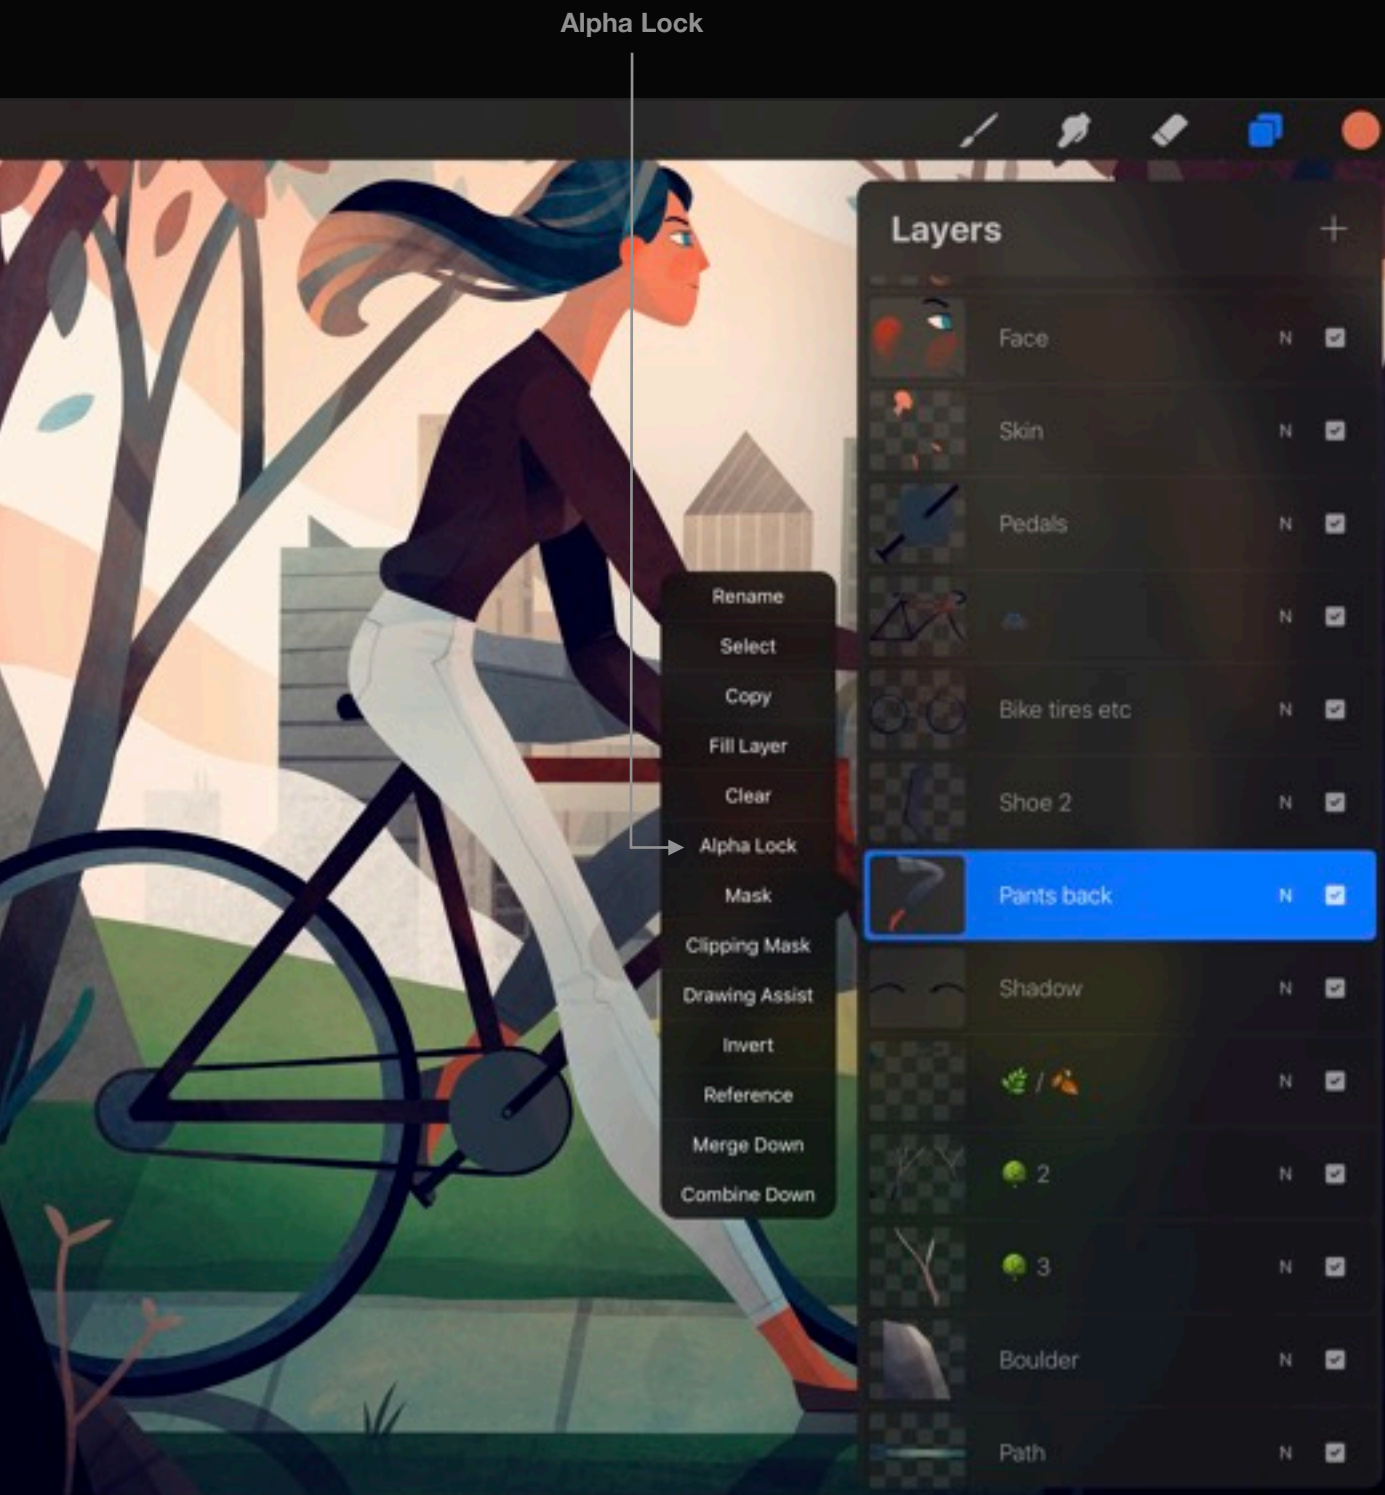 Alpha Lock
Layers
Face N
Skin N
Pedals N
N
Bike tires etc N
Shoe 2 N
Pants back N
Shadow N
🌿 / 🍂 N
🌳 2 N
🌳 3 N
Boulder N
Path N
Rename
Select
Copy
Fill Layer
Clear
Alpha Lock
Mask
Clipping Mask
Drawing Assist
Invert
Reference
Merge Down
Combine Down